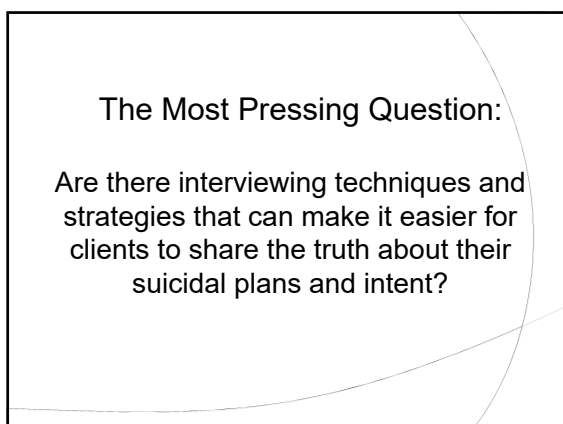 The Most Pressing Question:
Are there interviewing techniques and
strategies that can make it easier for
clients to share the truth about their
suicidal plans and intent?